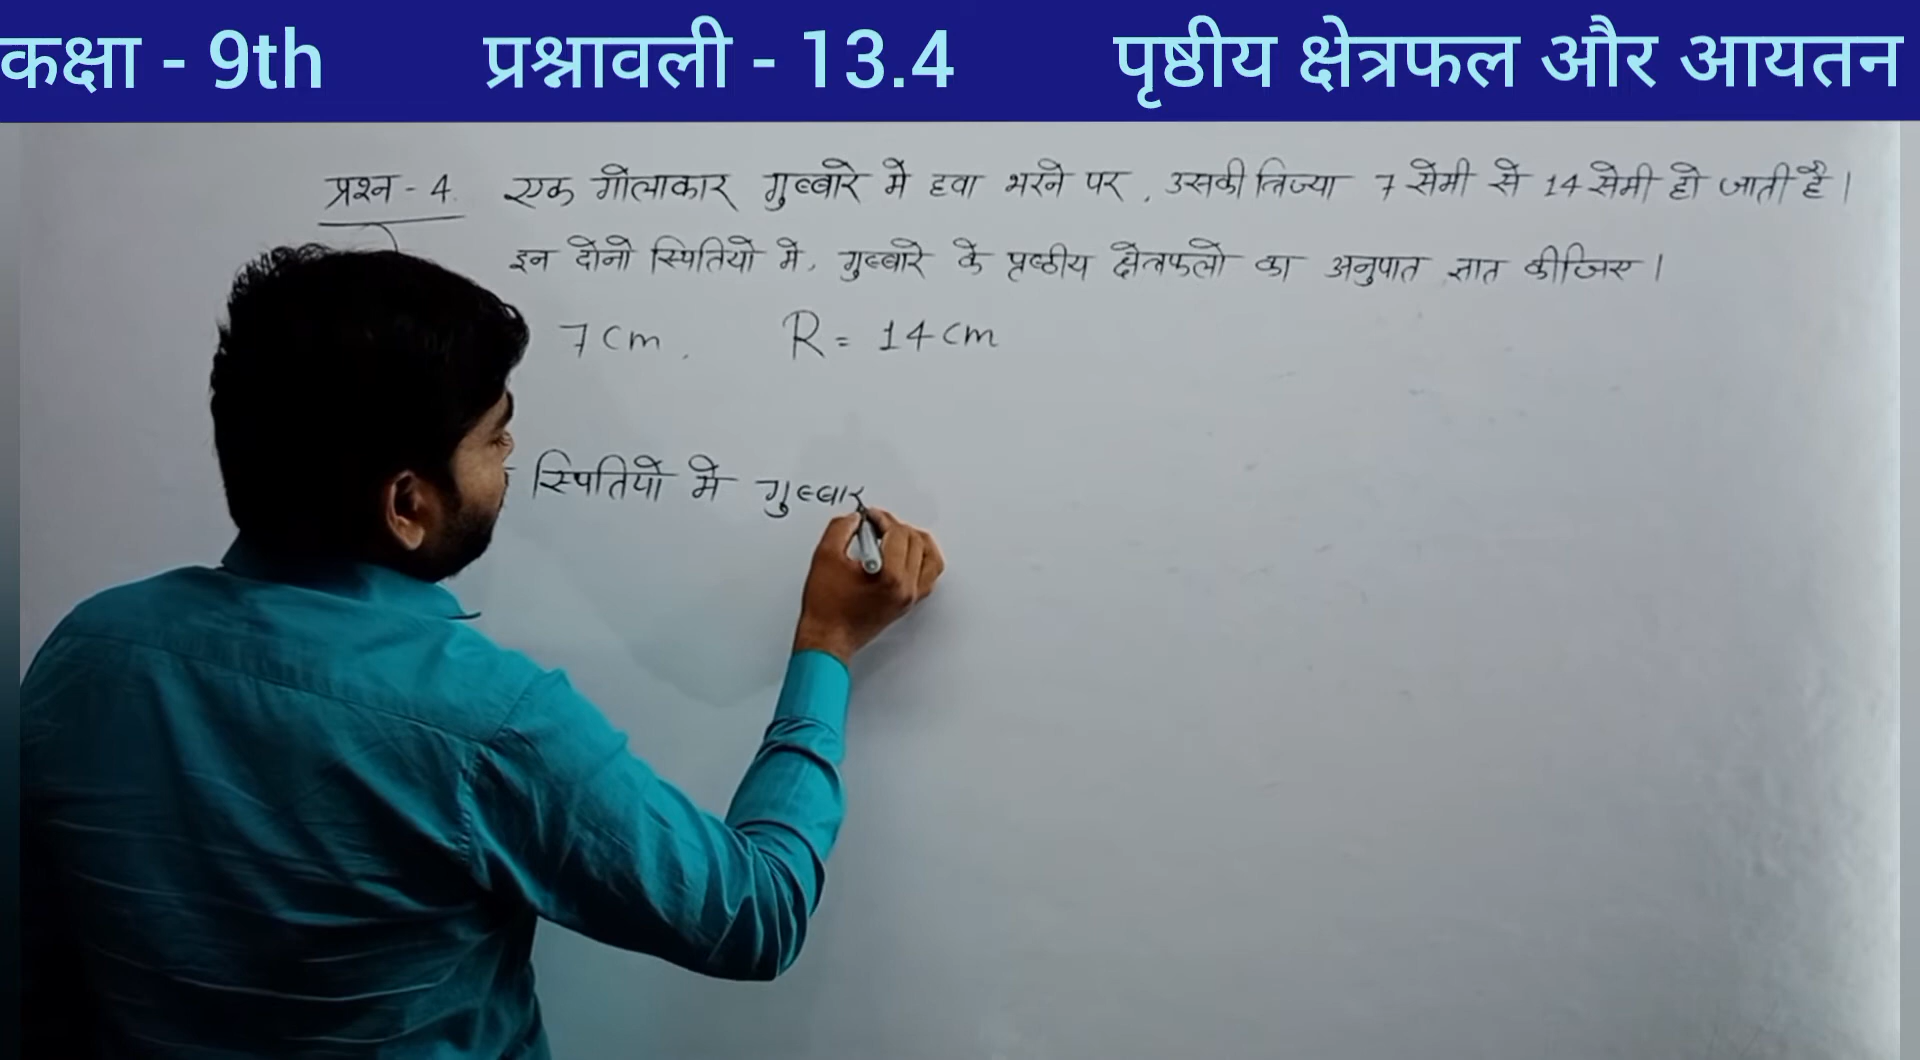 कक्षा - 9th प्रश्नावली - 13.4 पृष्ठीय क्षेत्रफल और आयतन
प्रश्न - 4. एक गोलाकार गुब्बारे मे हवा भरने पर, उसकी त्रिज्या 7 सेमी से 14 सेमी हो जाती है।
इन दोनो स्थितियो मे, गुब्बारे के पृष्ठीय क्षेत्रफलो का अनुपात ज्ञात कीजिए।
7 cm, R = 14 cm
स्थितियो मे गुब्बार